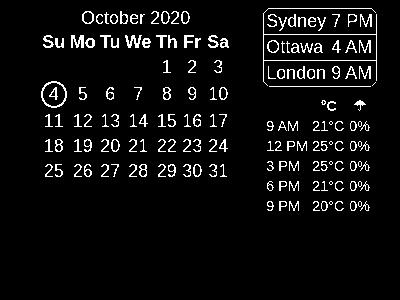 October 2020
Su Mo Tu We Th Fr Sa
1 2 3
4 5 6 7 8 9 10
11 12 13 14 15 16 17
18 19 20 21 22 23 24
25 26 27 28 29 30 31
Sydney 7 PM
Ottawa 4 AM
London 9 AM
°C ☂
9 AM 21°C 0%
12 PM 25°C 0%
3 PM 25°C 0%
6 PM 21°C 0%
9 PM 20°C 0%